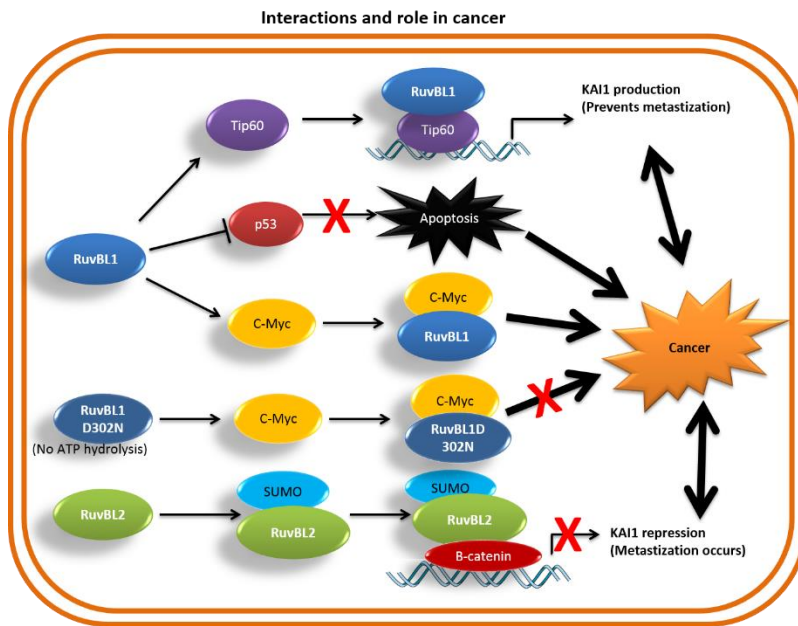 Interactions and role in cancer
RuvBL1
Tip60
RuvBL1
Tip60
KAI1 production
(Prevents metastization)
p53
X
Apoptosis
C-Myc
C-Myc
RuvBL1
Cancer
RuvBL1
D302N
(No ATP hydrolysis)
C-Myc
C-Myc
RuvBL1D
302N
X
RuvBL2
SUMO
RuvBL2
SUMO
RuvBL2
B-catenin
X
KAI1 repression
(Metastization occurs)